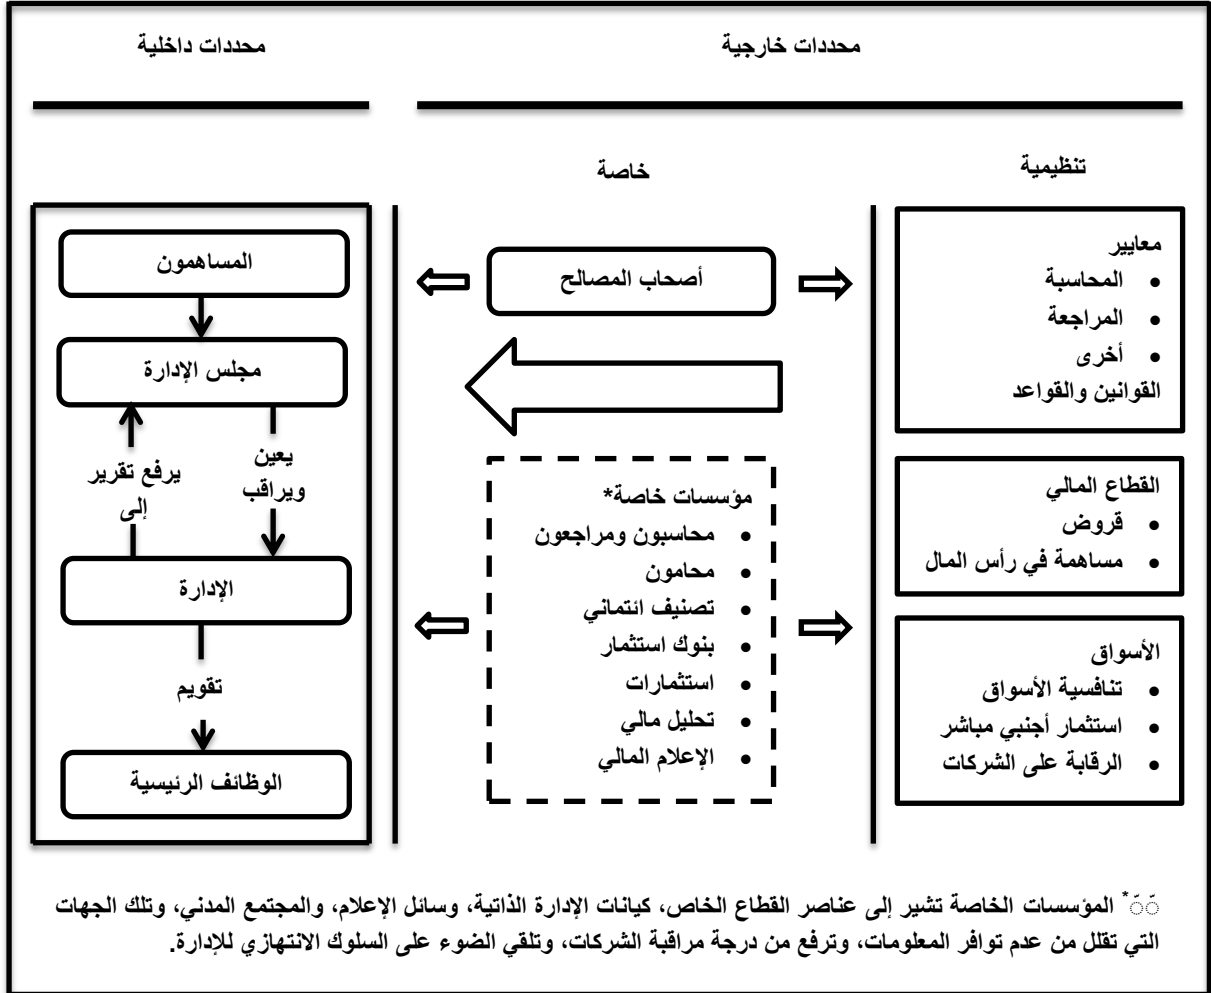 محددات خارجية
محددات داخلية
تنظيمية
خاصة
معايير
• المحاسبة
• المراجعة
• أخرى
القوانين والقواعد
القطاع المالي
• قروض
• مساهمة في رأس المال
الأسواق
• تنافسية الأسواق
• استثمار أجنبي مباشر
• الرقابة على الشركات
أصحاب المصالح
مؤسسات خاصة*
• محاسبون ومراجعون
• محامون
• تصنيف ائتماني
• بنوك استثمار
• استثمارات
• تحليل مالي
• الإعلام المالي
المساهمون
مجلس الإدارة
يعين
ويراقب
يرفع تقرير
إلى
الإدارة
تقويم
الوظائف الرئيسية
* المؤسسات الخاصة تشير إلى عناصر القطاع الخاص، كيانات الإدارة الذاتية، وسائل الإعلام، والمجتمع المدني، وتلك الجهات
التي تقلل من عدم توافر المعلومات، وترفع من درجة مراقبة الشركات، وتلقي الضوء على السلوك الانتهازي للإدارة.